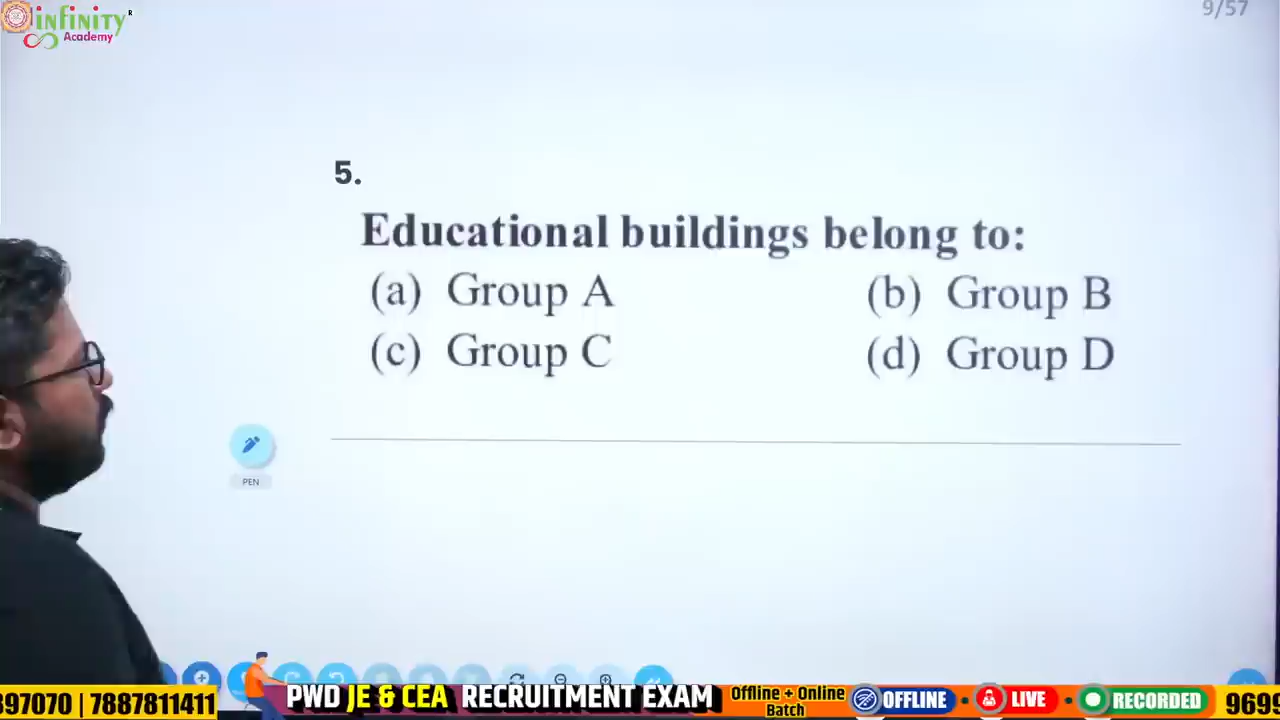 infinity
Academy
9/57
5.
Educational buildings belong to:
(a) Group A
(b) Group B
(c) Group C
(d) Group D
PEN
397070 | 7887811411
PWD JE & CEA RECRUITMENT EXAM
Offline + Online
Batch
OFFLINE
LIVE
RECORDED
969